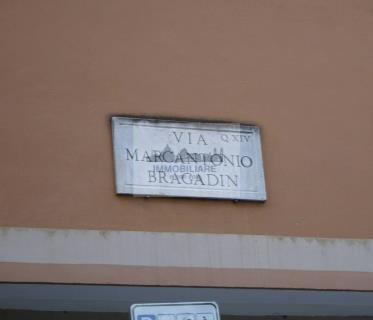 VIA Q.XIV
MARCANTONIO
IMMOBILIARE
BRAGADIN